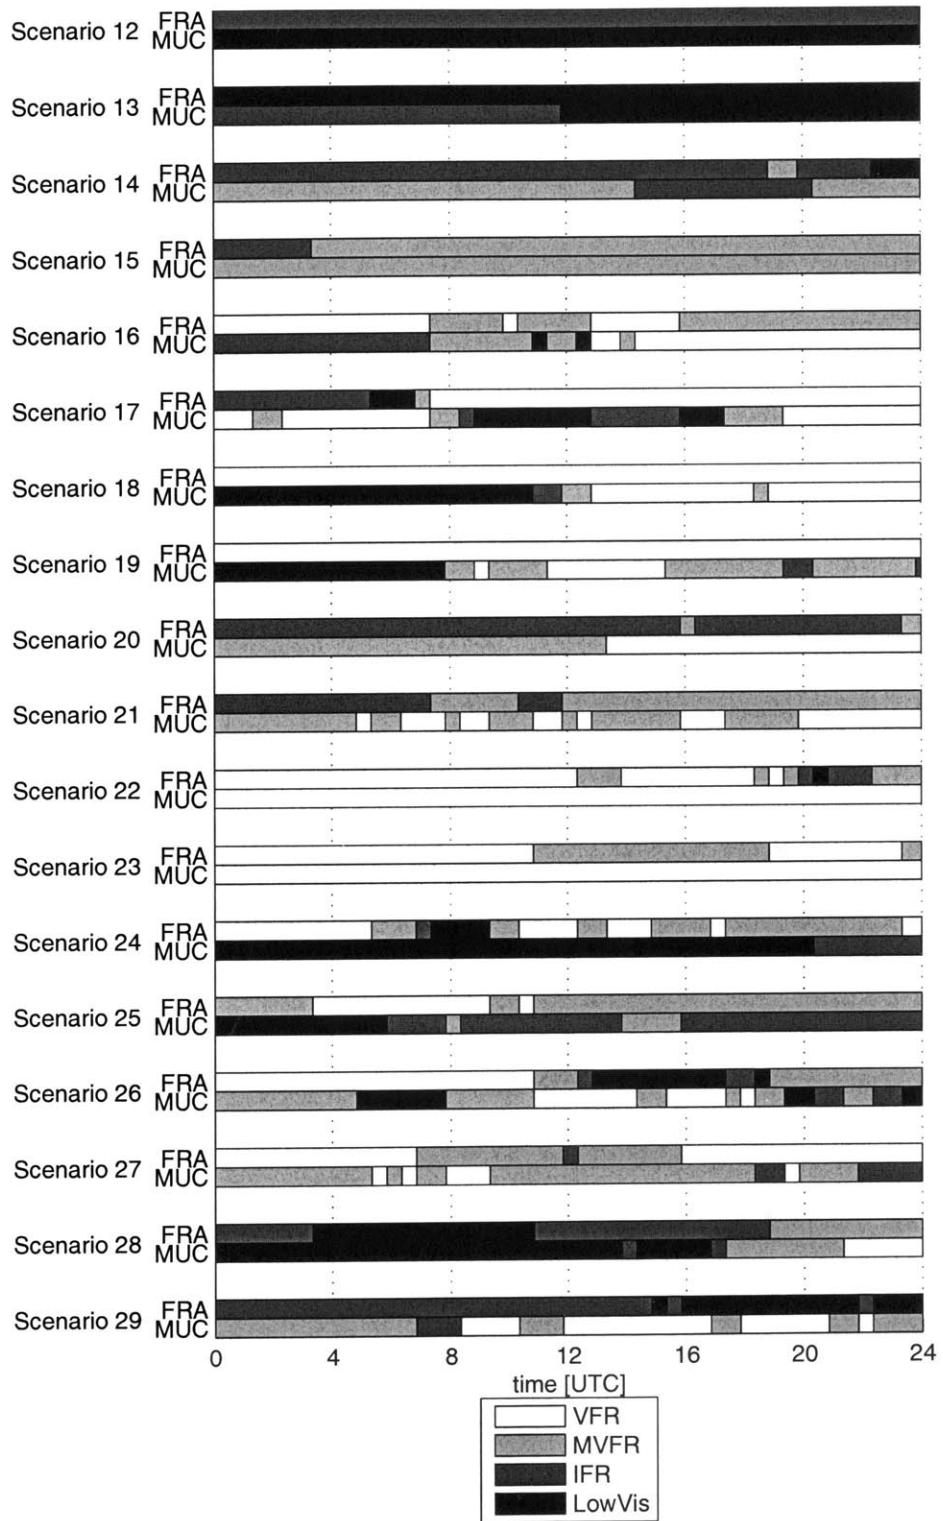 Scenario 12 FRA
MUC
Scenario 13 FRA
MUC
Scenario 14 FRA
MUC
Scenario 15 FRA
MUC
Scenario 16 FRA
MUC
Scenario 17 FRA
MUC
Scenario 18 FRA
MUC
Scenario 19 FRA
MUC
Scenario 20 FRA
MUC
Scenario 21 FRA
MUC
Scenario 22 FRA
MUC
Scenario 23 FRA
MUC
Scenario 24 FRA
MUC
Scenario 25 FRA
MUC
Scenario 26 FRA
MUC
Scenario 27 FRA
MUC
Scenario 28 FRA
MUC
Scenario 29 FRA
MUC
0 4 8 12 16 20 24
time [UTC]
VFR
MVFR
IFR
LowVis